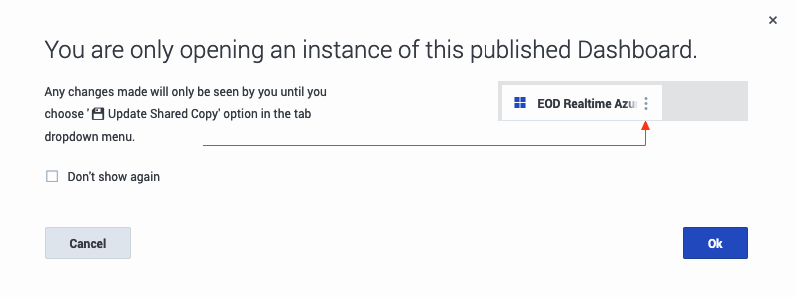 You are only opening an instance of this published Dashboard.
Any changes made will only be seen by you until you
choose ' Update Shared Copy' option in the tab
dropdown menu.
EOD Realtime Azu
Don't show again
Cancel
Ok